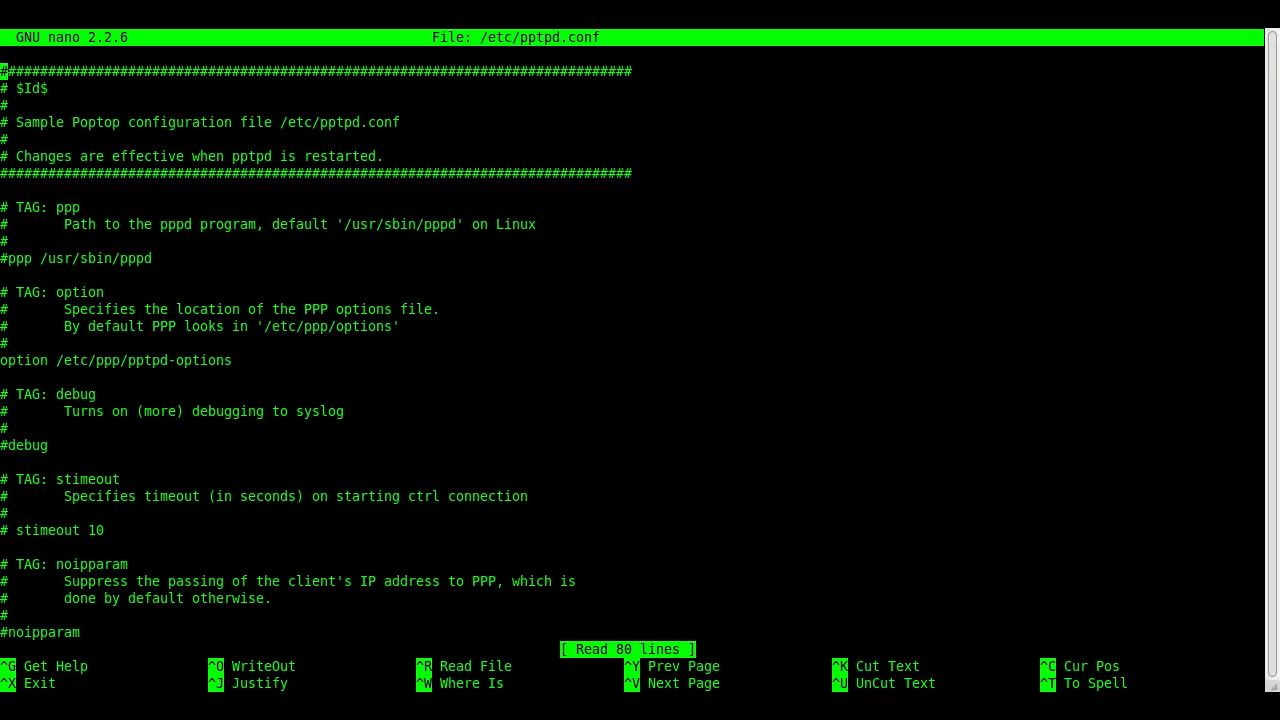 GNU nano 2.2.6 File: /etc/pptpd.conf
###############################################################################
# $Id$
#
# Sample Poptop configuration file /etc/pptpd.conf
#
# Changes are effective when pptpd is restarted.
###############################################################################
# TAG: ppp
# Path to the pppd program, default '/usr/sbin/pppd' on Linux
#
#ppp /usr/sbin/pppd
# TAG: option
# Specifies the location of the PPP options file.
# By default PPP looks in '/etc/ppp/options'
#
option /etc/ppp/pptpd-options
# TAG: debug
# Turns on (more) debugging to syslog
#
#debug
# TAG: stimeout
# Specifies timeout (in seconds) on starting ctrl connection
#
# stimeout 10
# TAG: noipparam
# Suppress the passing of the client's IP address to PPP, which is
# done by default otherwise.
#
#noipparam
[ Read 80 lines ]
^G Get Help ^O WriteOut ^R Read File ^Y Prev Page ^K Cut Text ^C Cur Pos
^X Exit ^J Justify ^W Where Is ^V Next Page ^U UnCut Text ^T To Spell